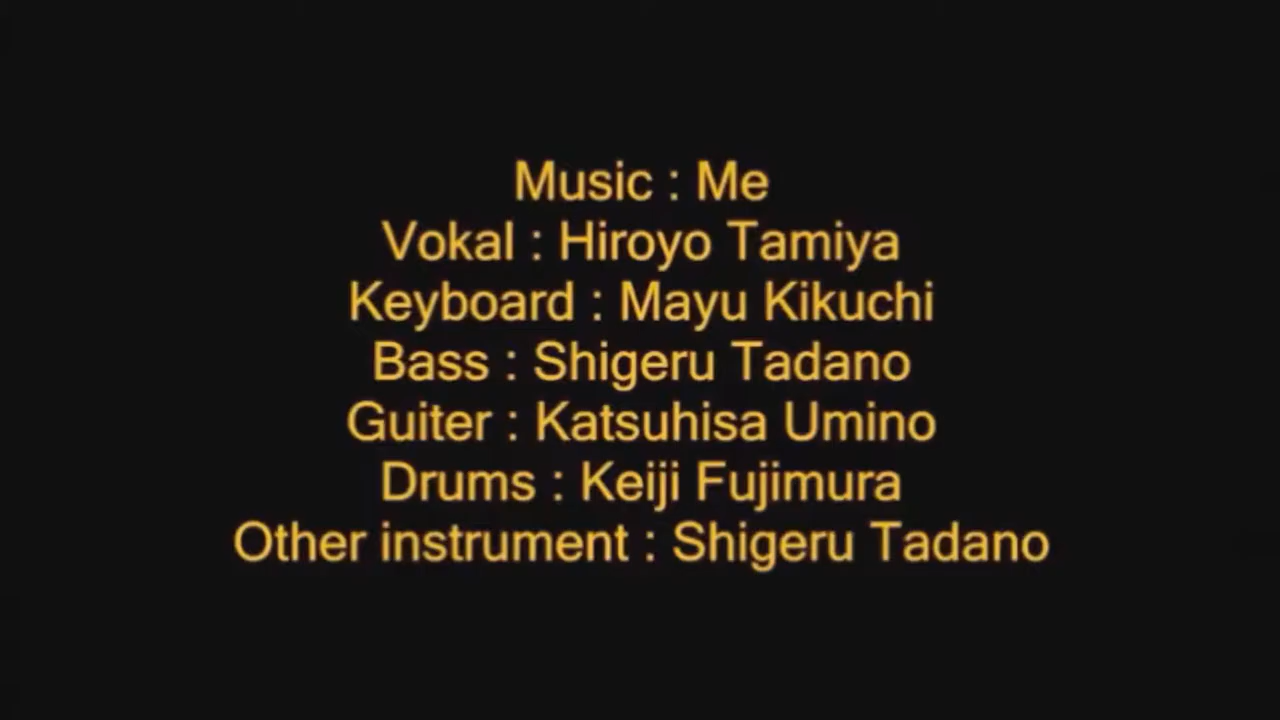 Music : Me
Vokal : Hiroyo Tamiya
Keyboard : Mayu Kikuchi
Bass : Shigeru Tadano
Guiter : Katsuhisa Umino
Drums : Keiji Fujimura
Other instrument : Shigeru Tadano